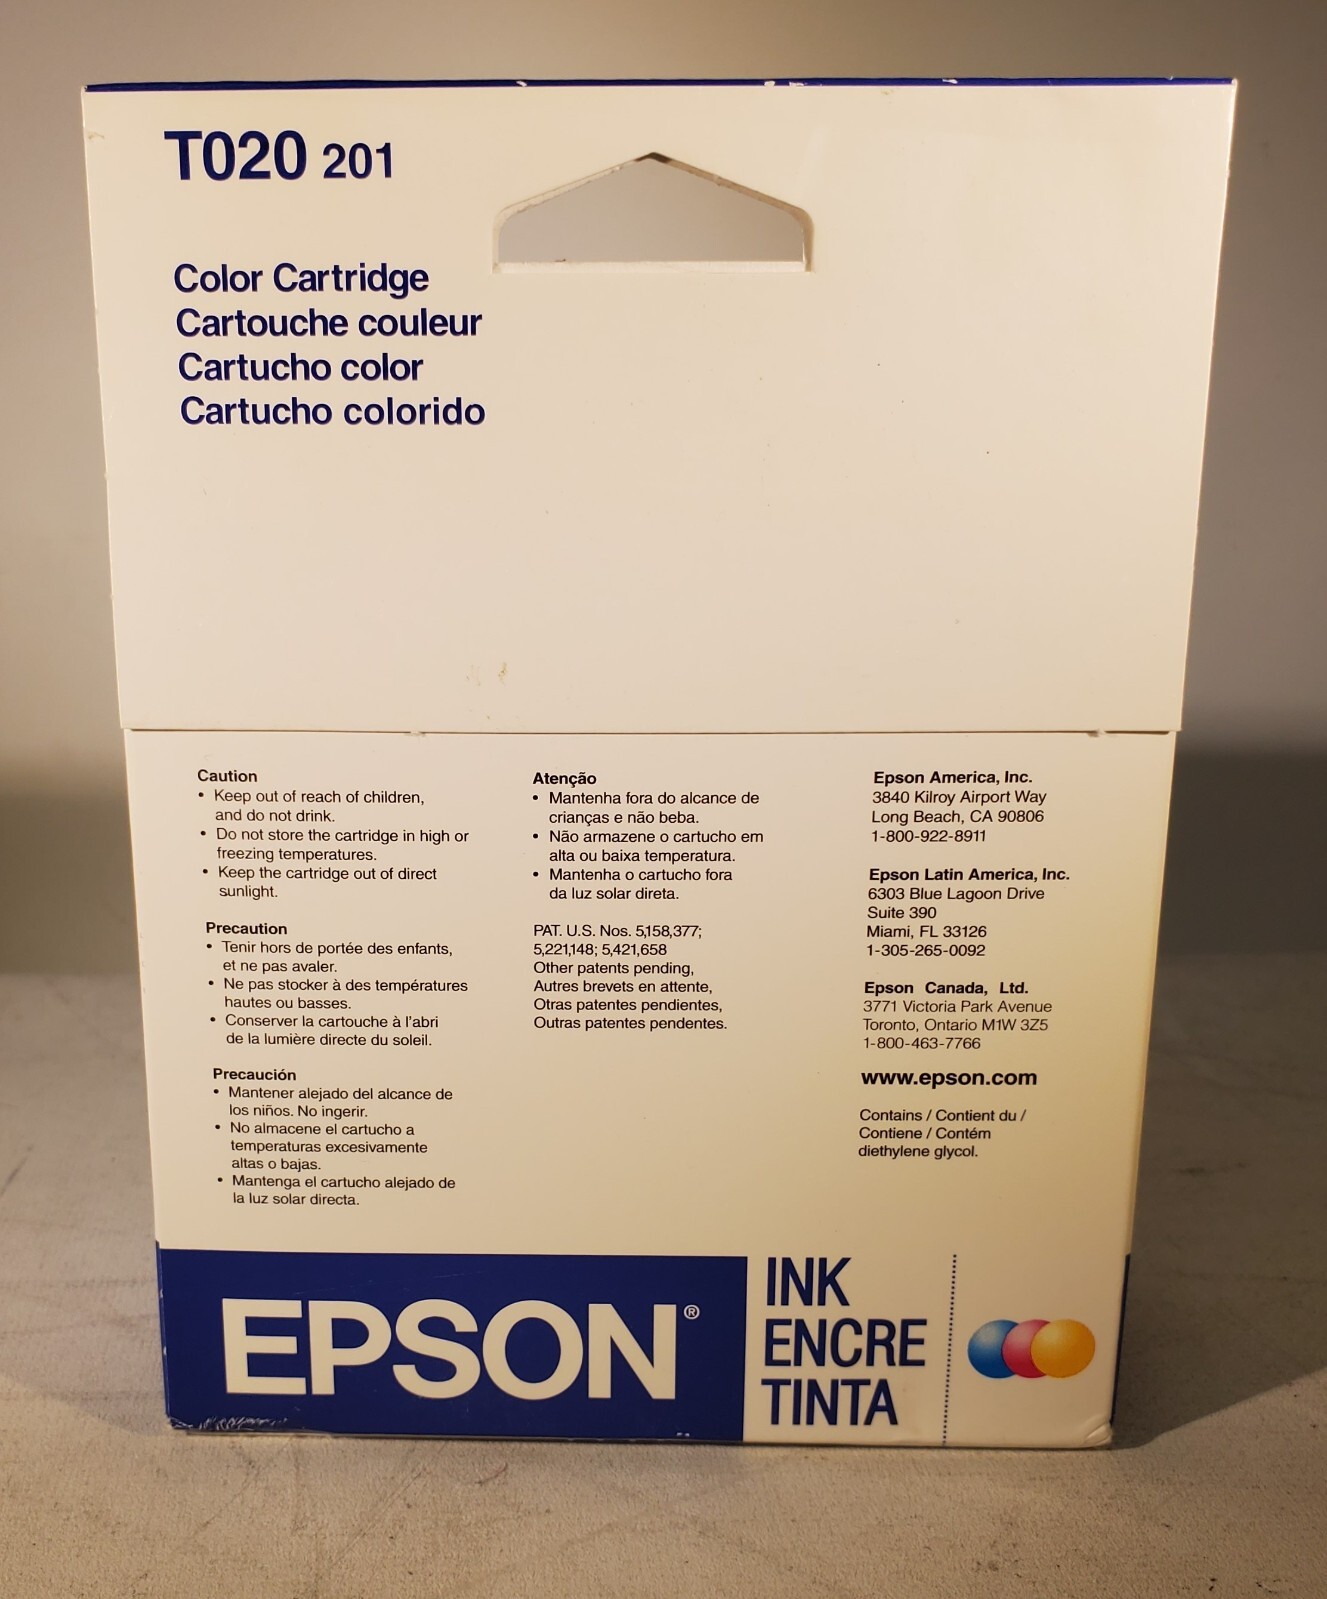 T020 201
Color Cartridge
Cartouche couleur
Cartucho color
Cartucho colorido
Caution
• Keep out of reach of children,
and do not drink.
• Do not store the cartridge in high or
freezing temperatures.
• Keep the cartridge out of direct
sunlight.
Precaution
• Tenir hors de portée des enfants,
et ne pas avaler.
• Ne pas stocker à des températures
hautes ou basses.
• Conserver la cartouche à l'abri
de la lumière directe du soleil.
Precaución
• Mantener alejado del alcance de
los niños. No ingerir.
• No almacene el cartucho a
temperaturas excesivamente
altas o bajas.
• Mantenga el cartucho alejado de
la luz solar directa.
Atenção
• Mantenha fora do alcance de
crianças e não beba.
• Não armazene o cartucho em
alta ou baixa temperatura.
• Mantenha o cartucho fora
da luz solar direta.
PAT. U.S. Nos. 5,158,377;
5,221,148; 5,421,658
Other patents pending,
Autres brevets en attente,
Otras patentes pendientes,
Outras patentes pendentes.
Epson America, Inc.
3840 Kilroy Airport Way
Long Beach, CA 90806
1-800-922-8911
Epson Latin America, Inc.
6303 Blue Lagoon Drive
Suite 390
Miami, FL 33126
1-305-265-0092
Epson Canada, Ltd.
3771 Victoria Park Avenue
Toronto, Ontario M1W 3Z5
1-800-463-7766
www.epson.com
Contains / Contient du /
Contiene / Contém
diethylene glycol.
EPSON®
INK
ENCRE
TINTA